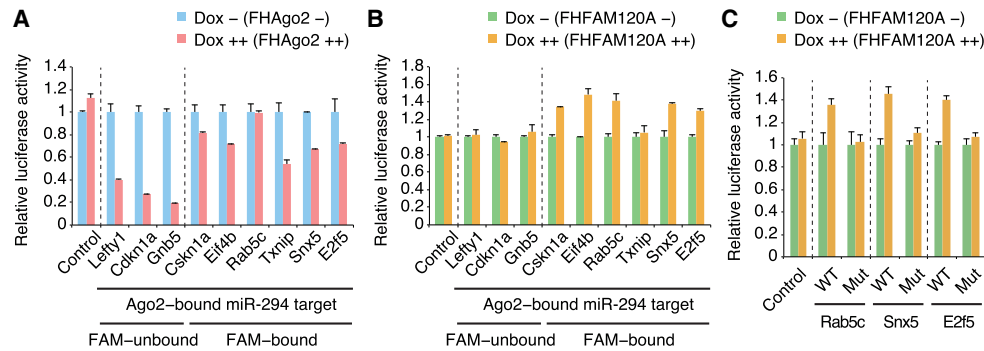 A
Dox − (FHAgo2 −)
Dox ++ (FHAgo2 ++)
Relative luciferase activity
1.4
1.2
1
0.8
0.6
0.4
0.2
0
Control
Lefty1
Cdkn1a
Gnb5
Cskn1a
Eif4b
Rab5c
Txnip
Snx5
E2f5
Ago2−bound miR−294 target
FAM−unbound
FAM−bound
B
Dox − (FHFAM120A −)
Dox ++ (FHFAM120A ++)
Relative luciferase activity
1.8
1.6
1.4
1.2
1
0.8
0.6
0.4
0.2
0
Control
Lefty1
Cdkn1a
Gnb5
Cskn1a
Eif4b
Rab5c
Txnip
Snx5
E2f5
Ago2−bound miR−294 target
FAM−unbound
FAM−bound
C
Dox − (FHFAM120A −)
Dox ++ (FHFAM120A ++)
Relative luciferase activity
1.6
1.4
1.2
1
0.8
0.6
0.4
0.2
0
Control
WT
Mut
WT
Mut
WT
Mut
Rab5c
Snx5
E2f5